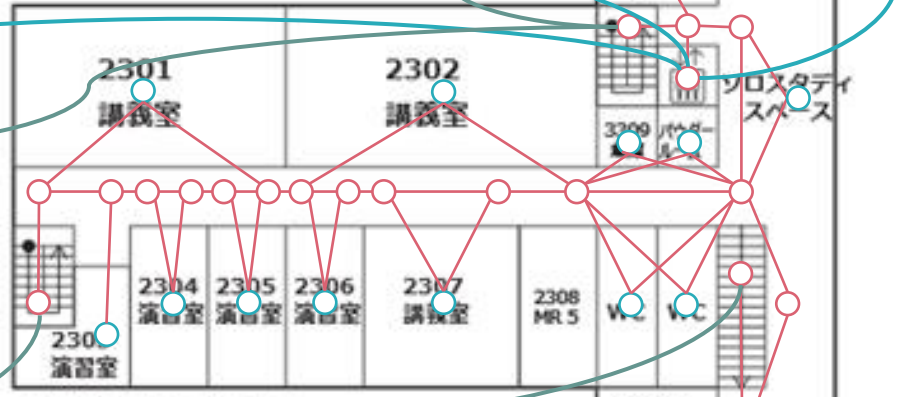 2301
講義室
2302
講義室
ソロスタディ
スペース
3209
パウダー
ルーム
2304
演習室
2305
演習室
2306
演習室
2307
講義室
2308
MR 5
WC
WC
演習室